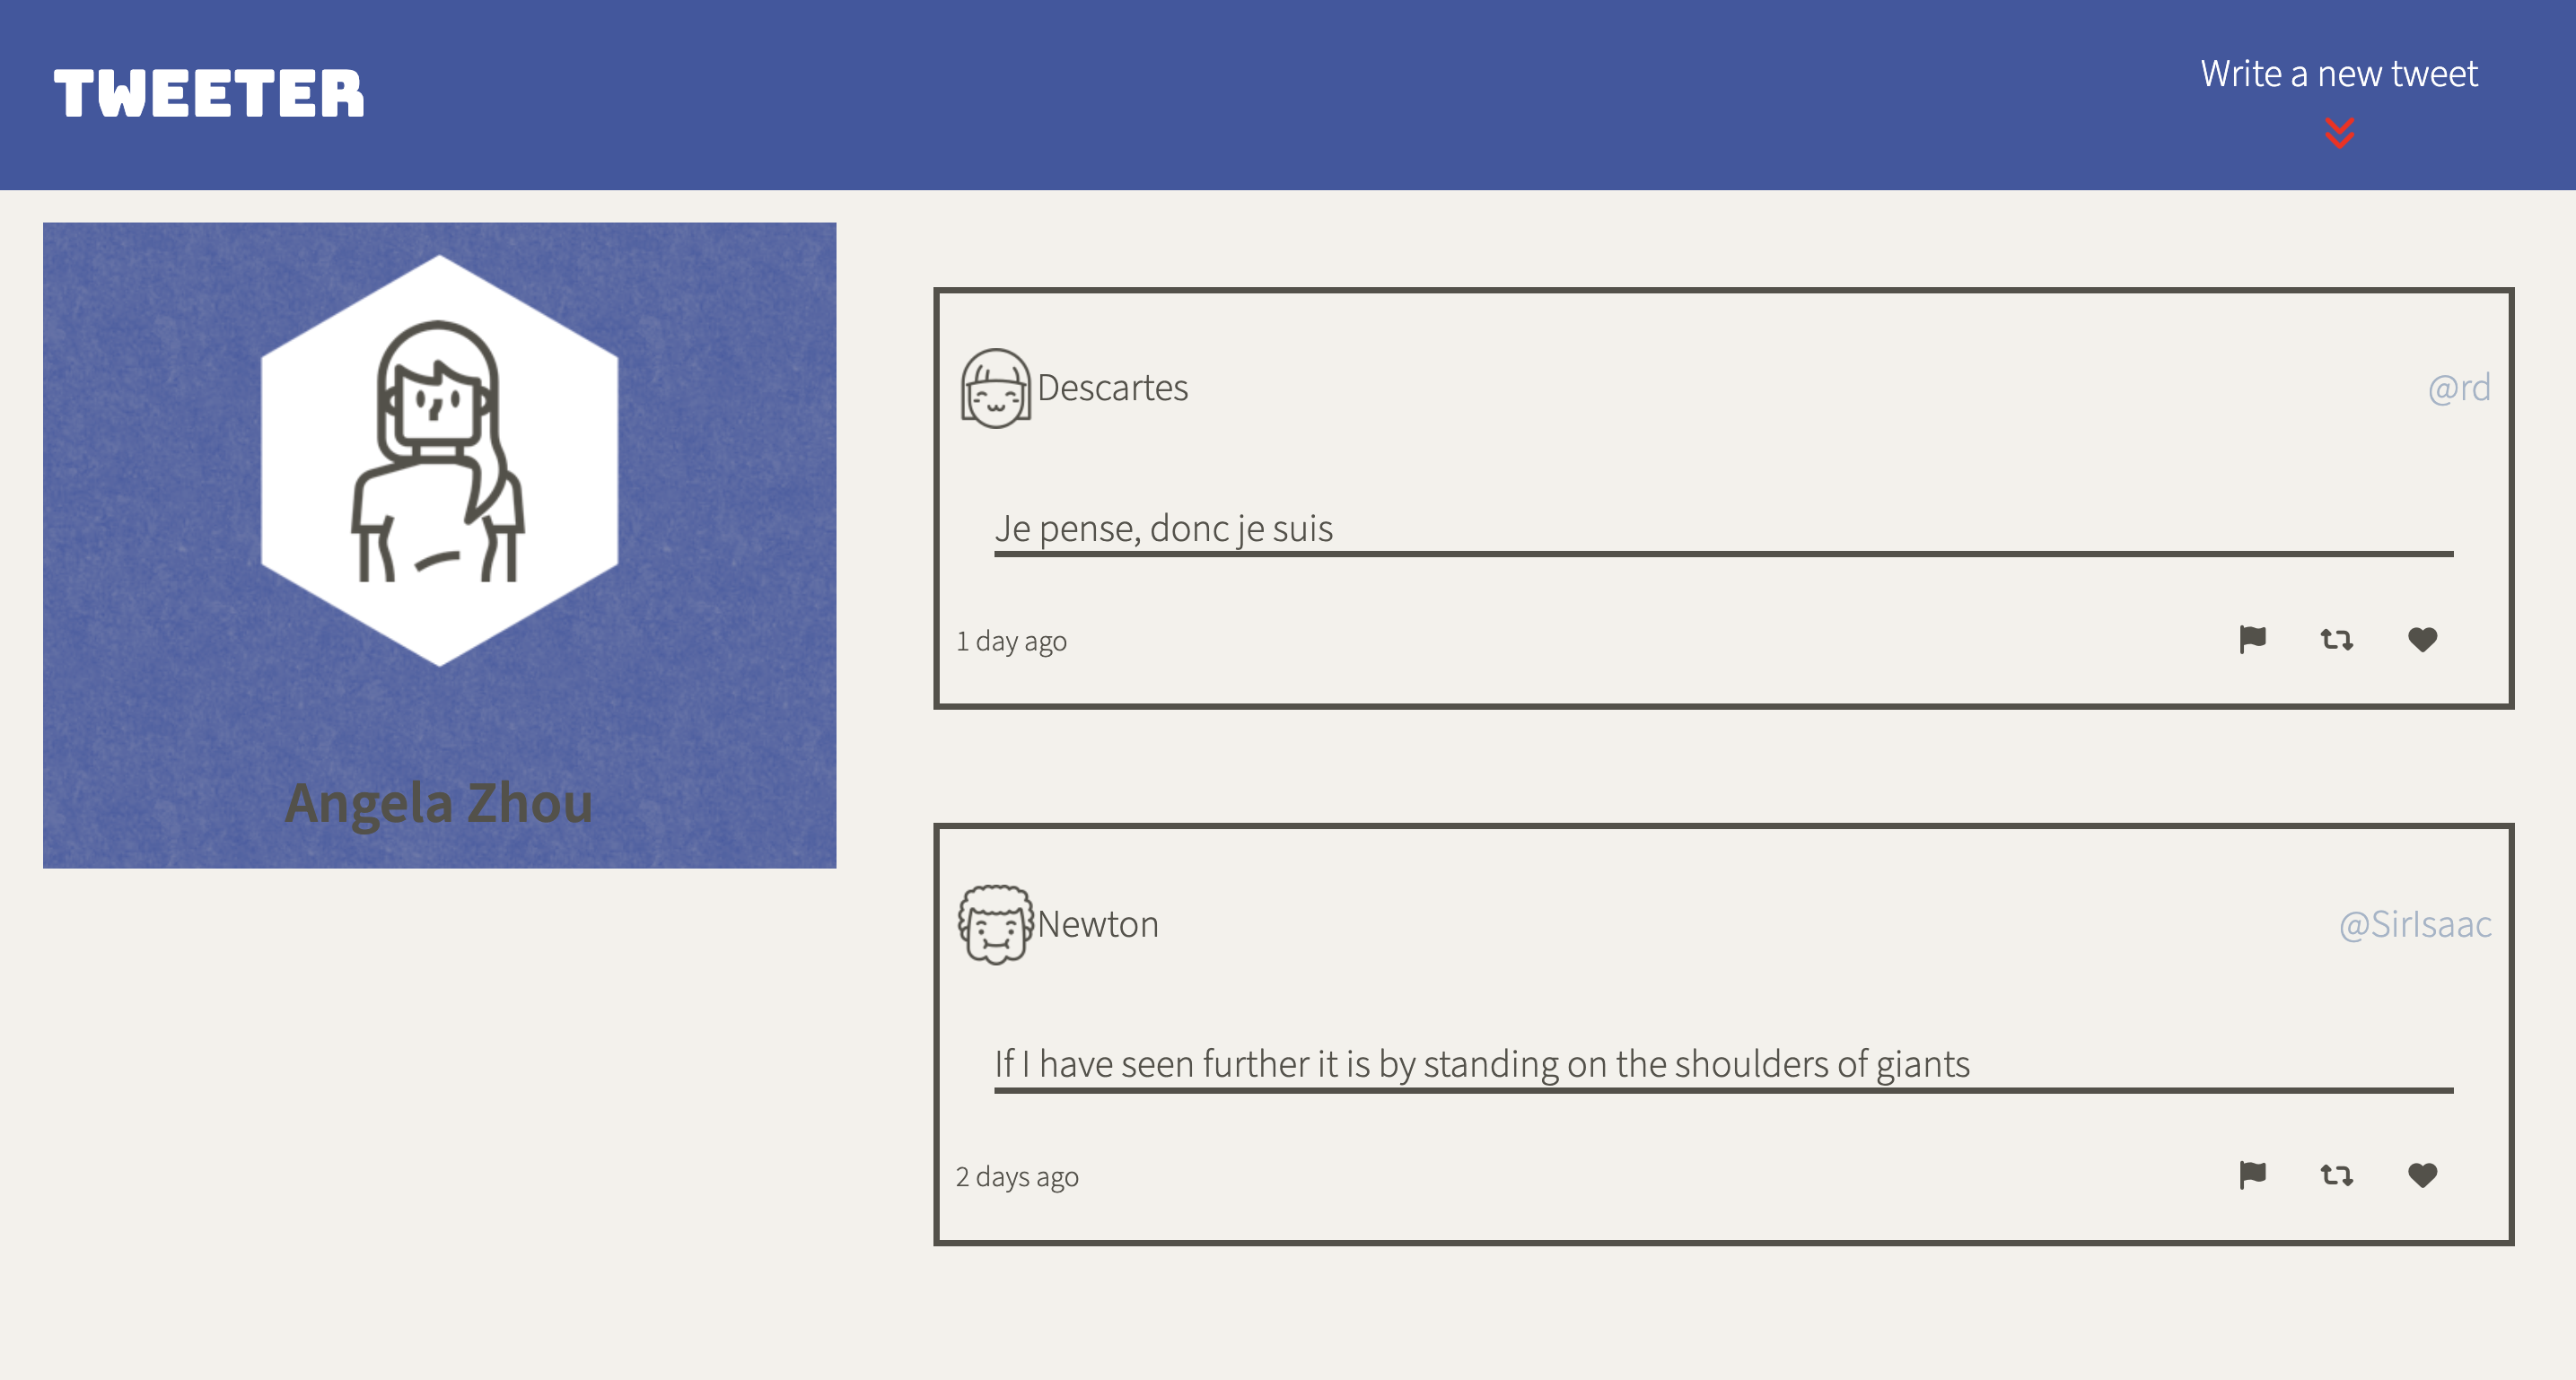 TWEETER
Write a new tweet
Angela Zhou
Descartes
@rd
Je pense, donc je suis
1 day ago
Newton
@SirIsaac
If I have seen further it is by standing on the shoulders of giants
2 days ago